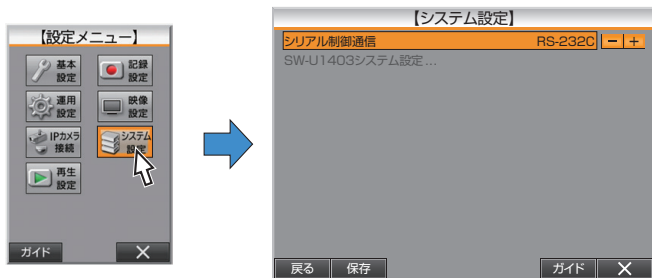 【設定メニュー】
基本
設定
記録
設定
運用
設定
映像
設定
IPカメラ
接続
システム
設定
再生
設定
ガイド
【システム設定】
シリアル制御通信 RS-232C － ＋
SW-U1403システム設定...
戻る 保存 ガイド